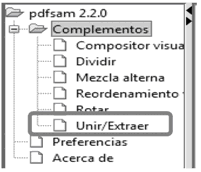 pdfsam 2.2.0
Complementos
Compositor visua
Dividir
Mezcla alterna
Reordenamiento
Rotar
Unir/Extraer
Preferencias
Acerca de